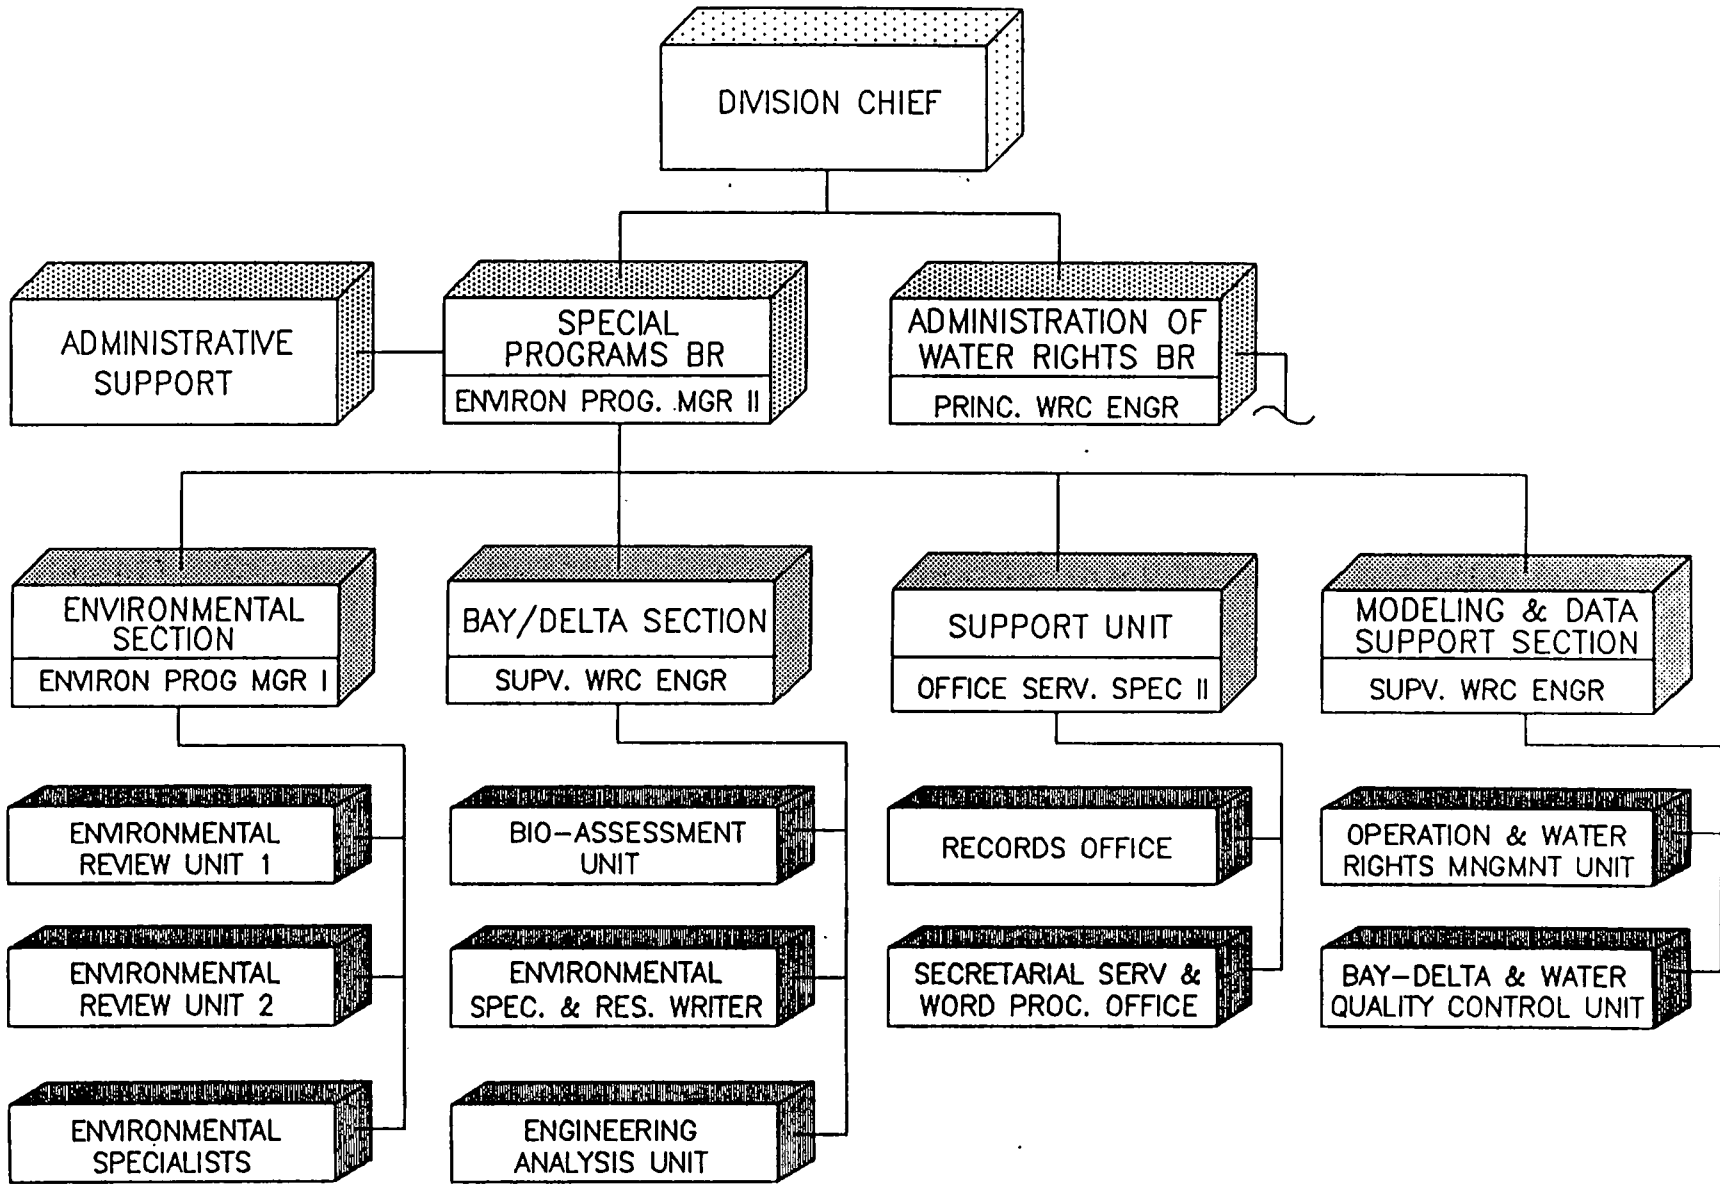 DIVISION CHIEF
ADMINISTRATIVE
SUPPORT
SPECIAL
PROGRAMS BR
ENVIRON PROG. MGR II
ADMINISTRATION OF
WATER RIGHTS BR
PRINC. WRC ENGR
ENVIRONMENTAL
SECTION
ENVIRON PROG MGR I
BAY/DELTA SECTION
SUPV. WRC ENGR
SUPPORT UNIT
OFFICE SERV. SPEC II
MODELING & DATA
SUPPORT SECTION
SUPV. WRC ENGR
ENVIRONMENTAL
REVIEW UNIT 1
BIO-ASSESSMENT
UNIT
RECORDS OFFICE
OPERATION & WATER
RIGHTS MNGMNT UNIT
ENVIRONMENTAL
REVIEW UNIT 2
ENVIRONMENTAL
SPEC. & RES. WRITER
SECRETARIAL SERV &
WORD PROC. OFFICE
BAY-DELTA & WATER
QUALITY CONTROL UNIT
ENVIRONMENTAL
SPECIALISTS
ENGINEERING
ANALYSIS UNIT